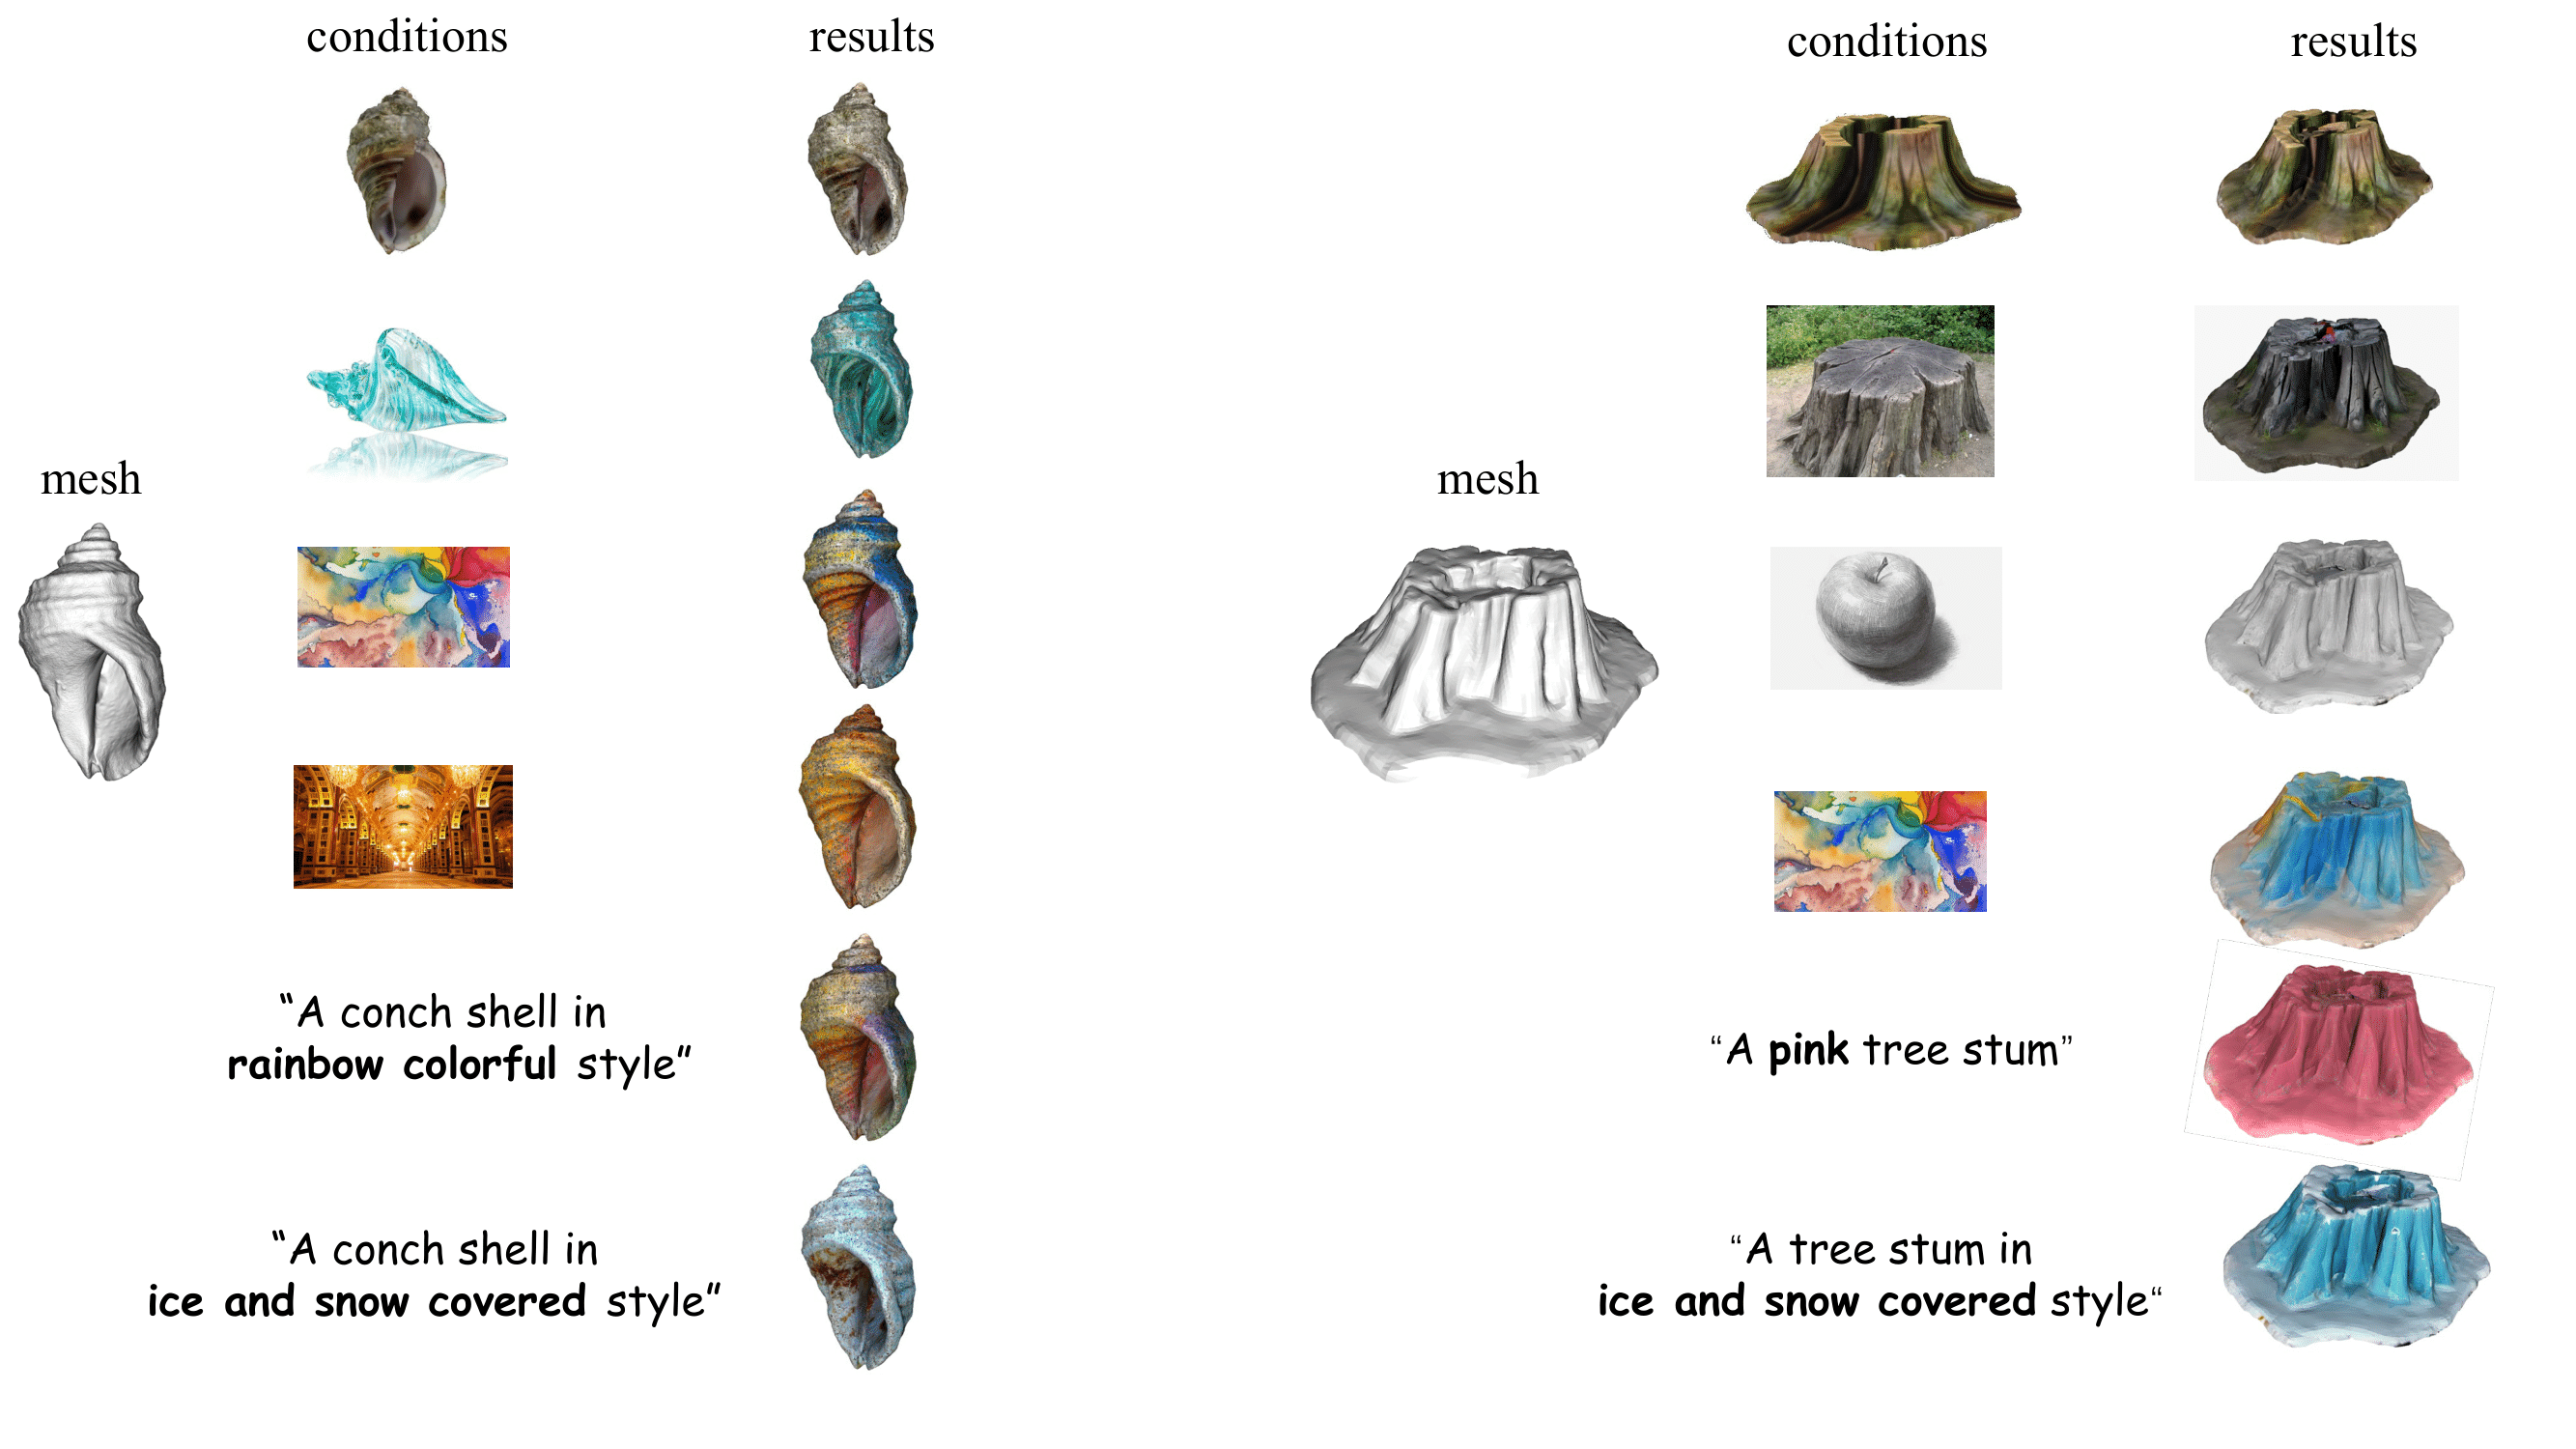 conditions
results
mesh
“A conch shell in
rainbow colorful style”
“A conch shell in
ice and snow covered style”
conditions
results
mesh
“A pink tree stum”
“A tree stum in
ice and snow covered style“